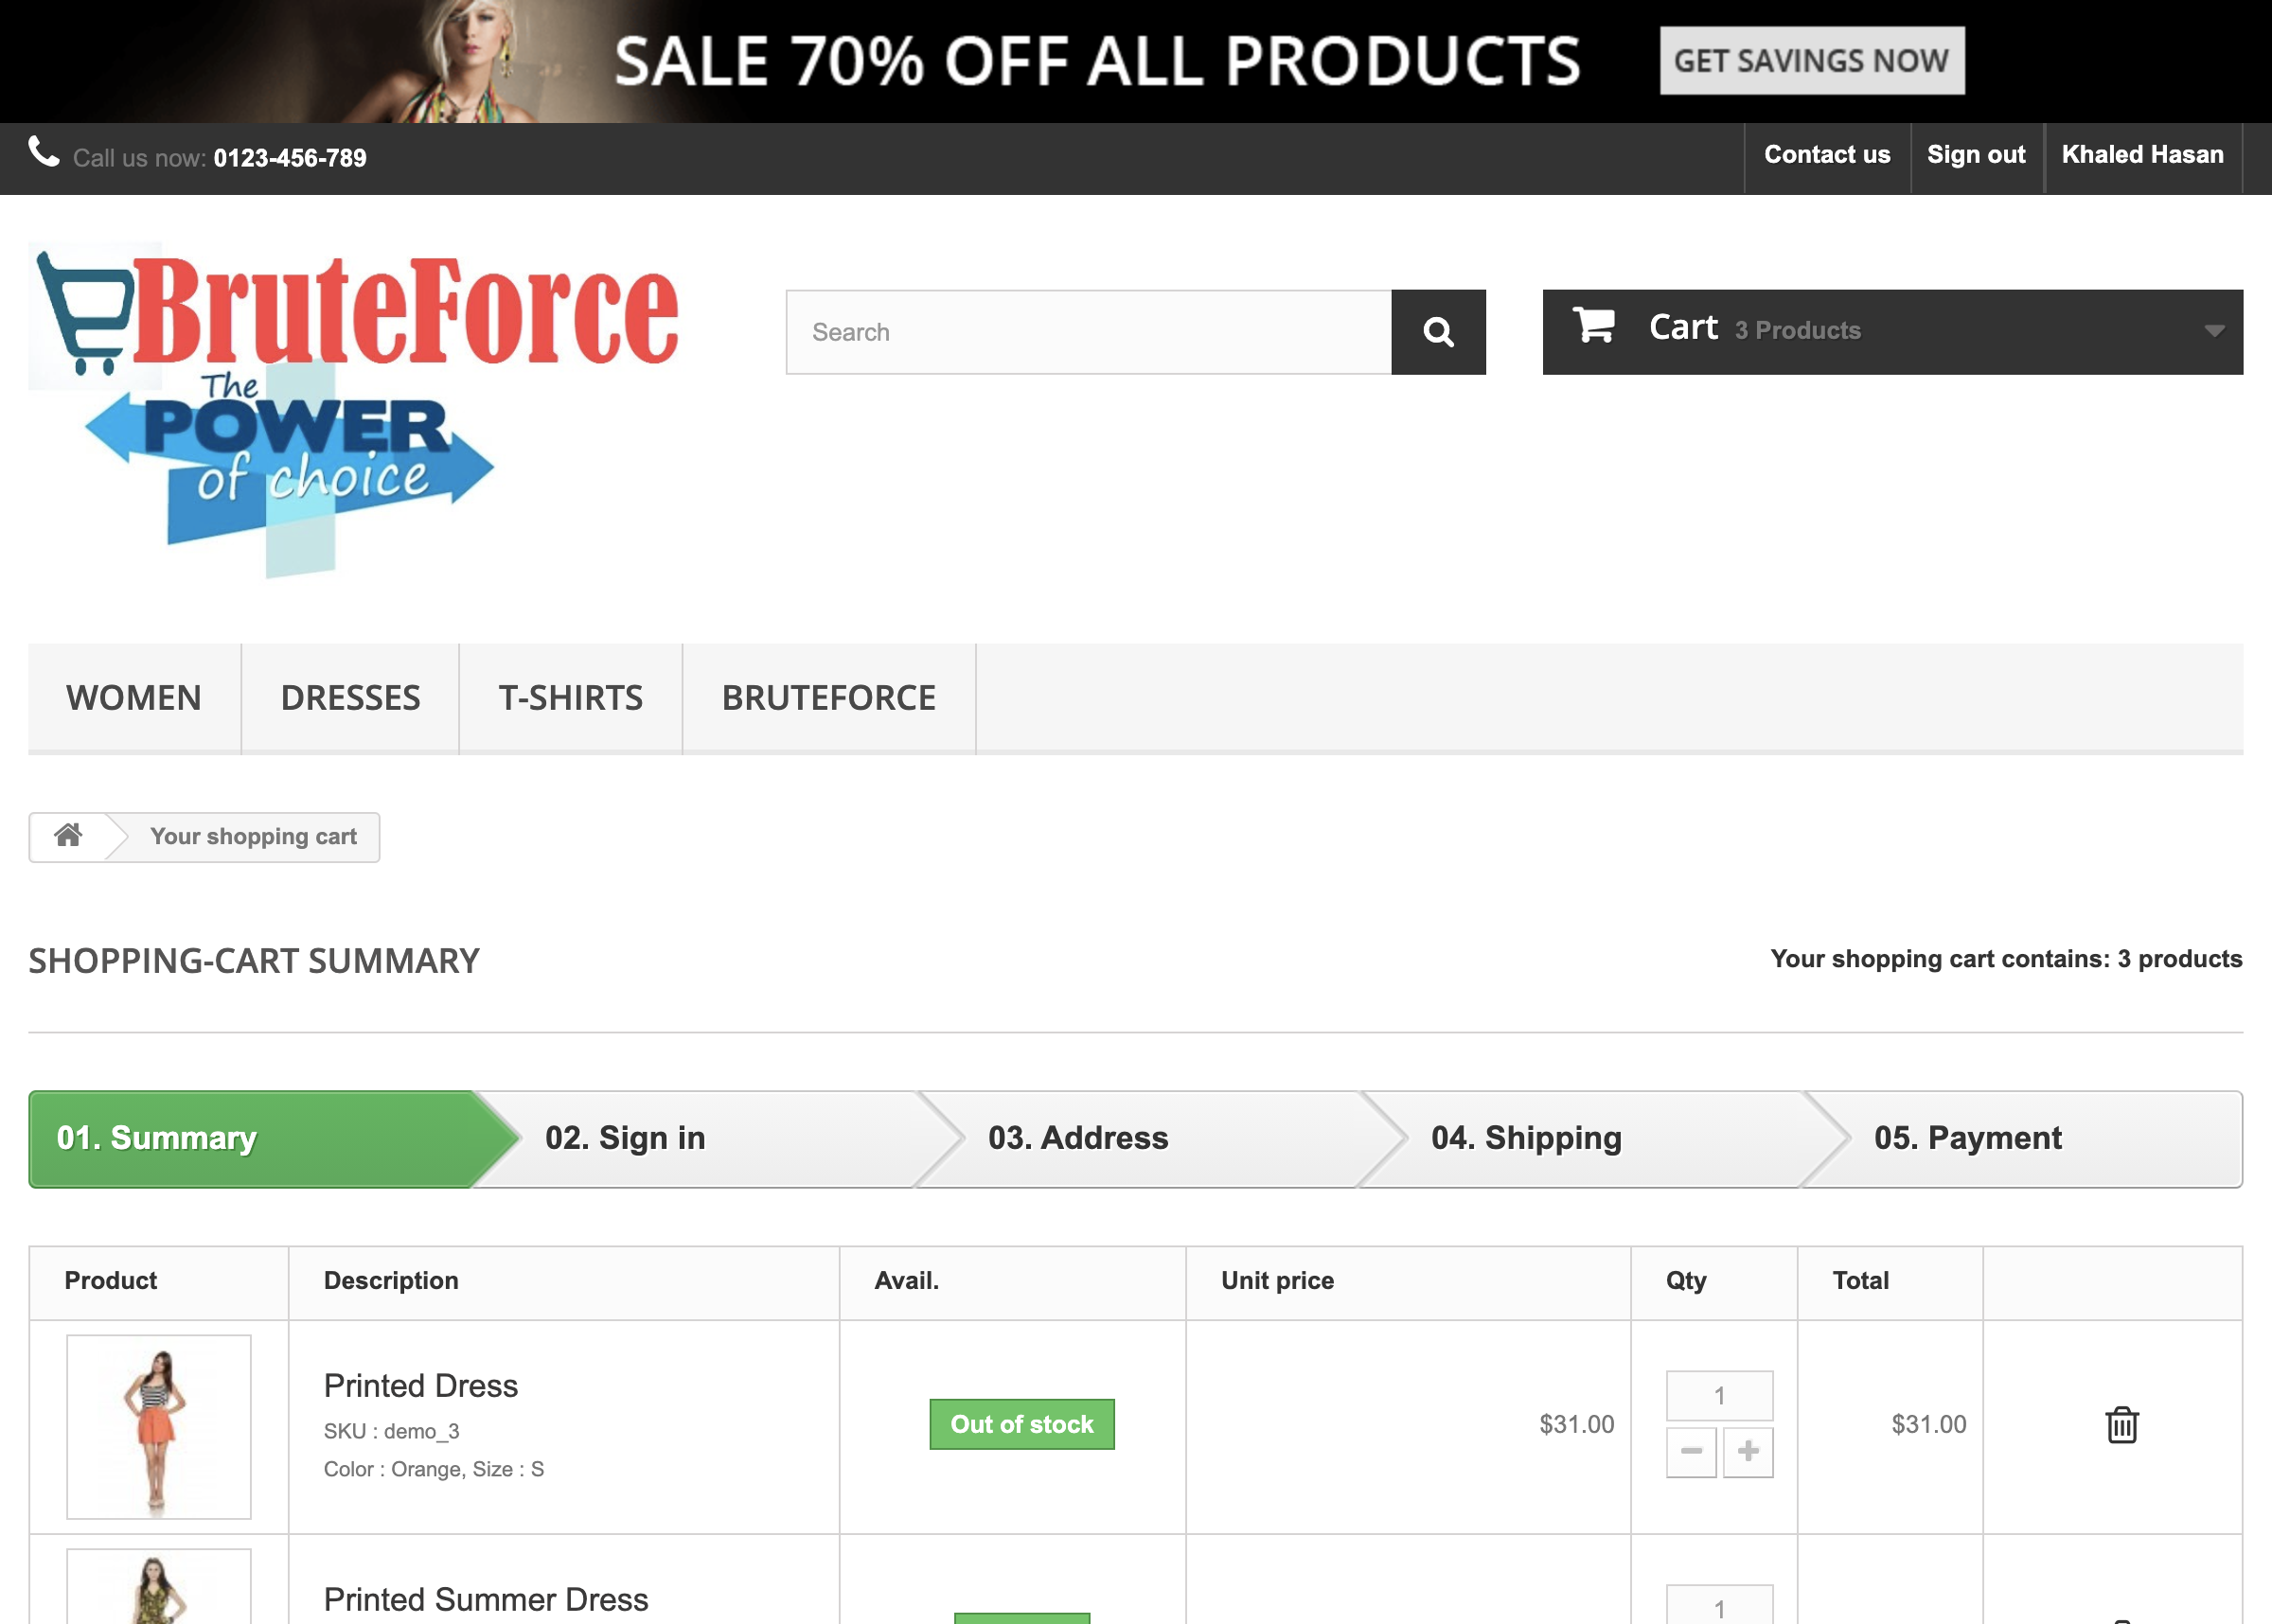 SALE 70% OFF ALL PRODUCTS GET SAVINGS NOW
Call us now: 0123-456-789 Contact us Sign out Khaled Hasan
BruteForce
The
POWER
of choice
Search
Cart 3 Products
WOMEN DRESSES T-SHIRTS BRUTEFORCE
Your shopping cart
SHOPPING-CART SUMMARY Your shopping cart contains: 3 products
01. Summary 02. Sign in 03. Address 04. Shipping 05. Payment
Product Description Avail. Unit price Qty Total
Printed Dress
SKU : demo_3
Color : Orange, Size : S
Out of stock
$31.00
1
$31.00
Printed Summer Dress
1